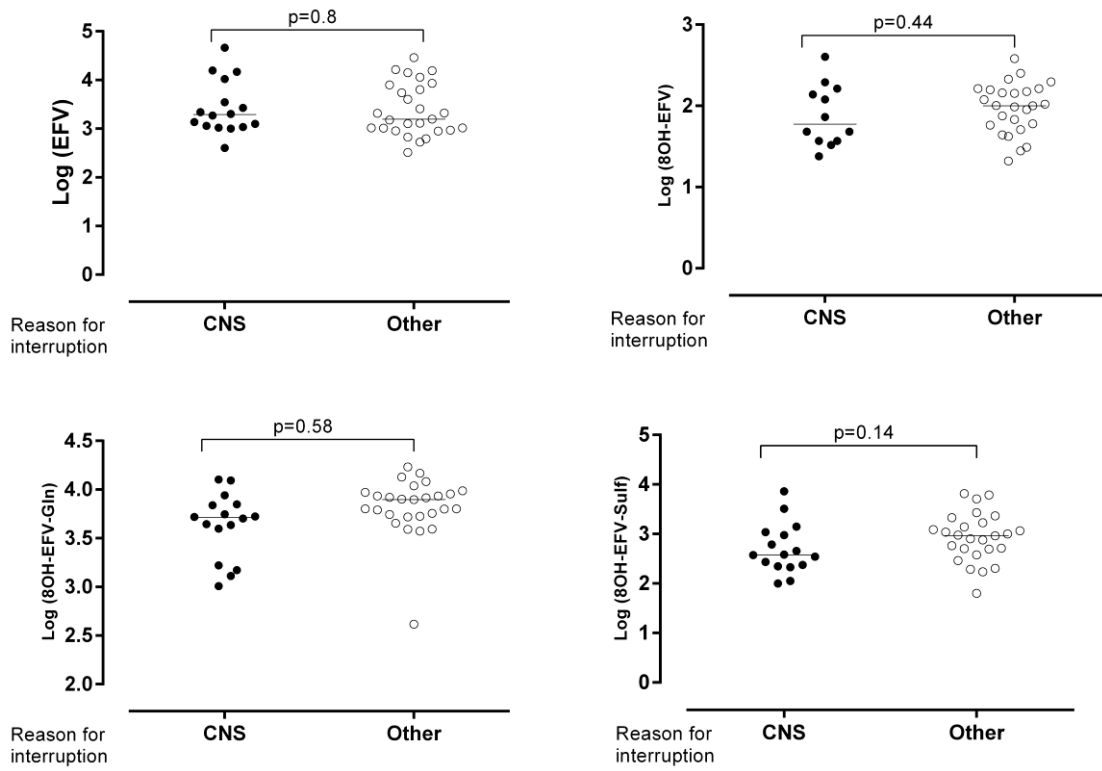 p=0.8
Log (EFV)
5
4
3
2
1
0
CNS
Other
Reason for
interruption
p=0.44
Log (8OH-EFV)
3
2
1
0
CNS
Other
Reason for
interruption
p=0.58
Log (8OH-EFV-Gln)
4.5
4.0
3.5
3.0
2.5
2.0
CNS
Other
Reason for
interruption
p=0.14
Log (8OH-EFV-Sulf)
5
4
3
2
1
0
CNS
Other
Reason for
interruption